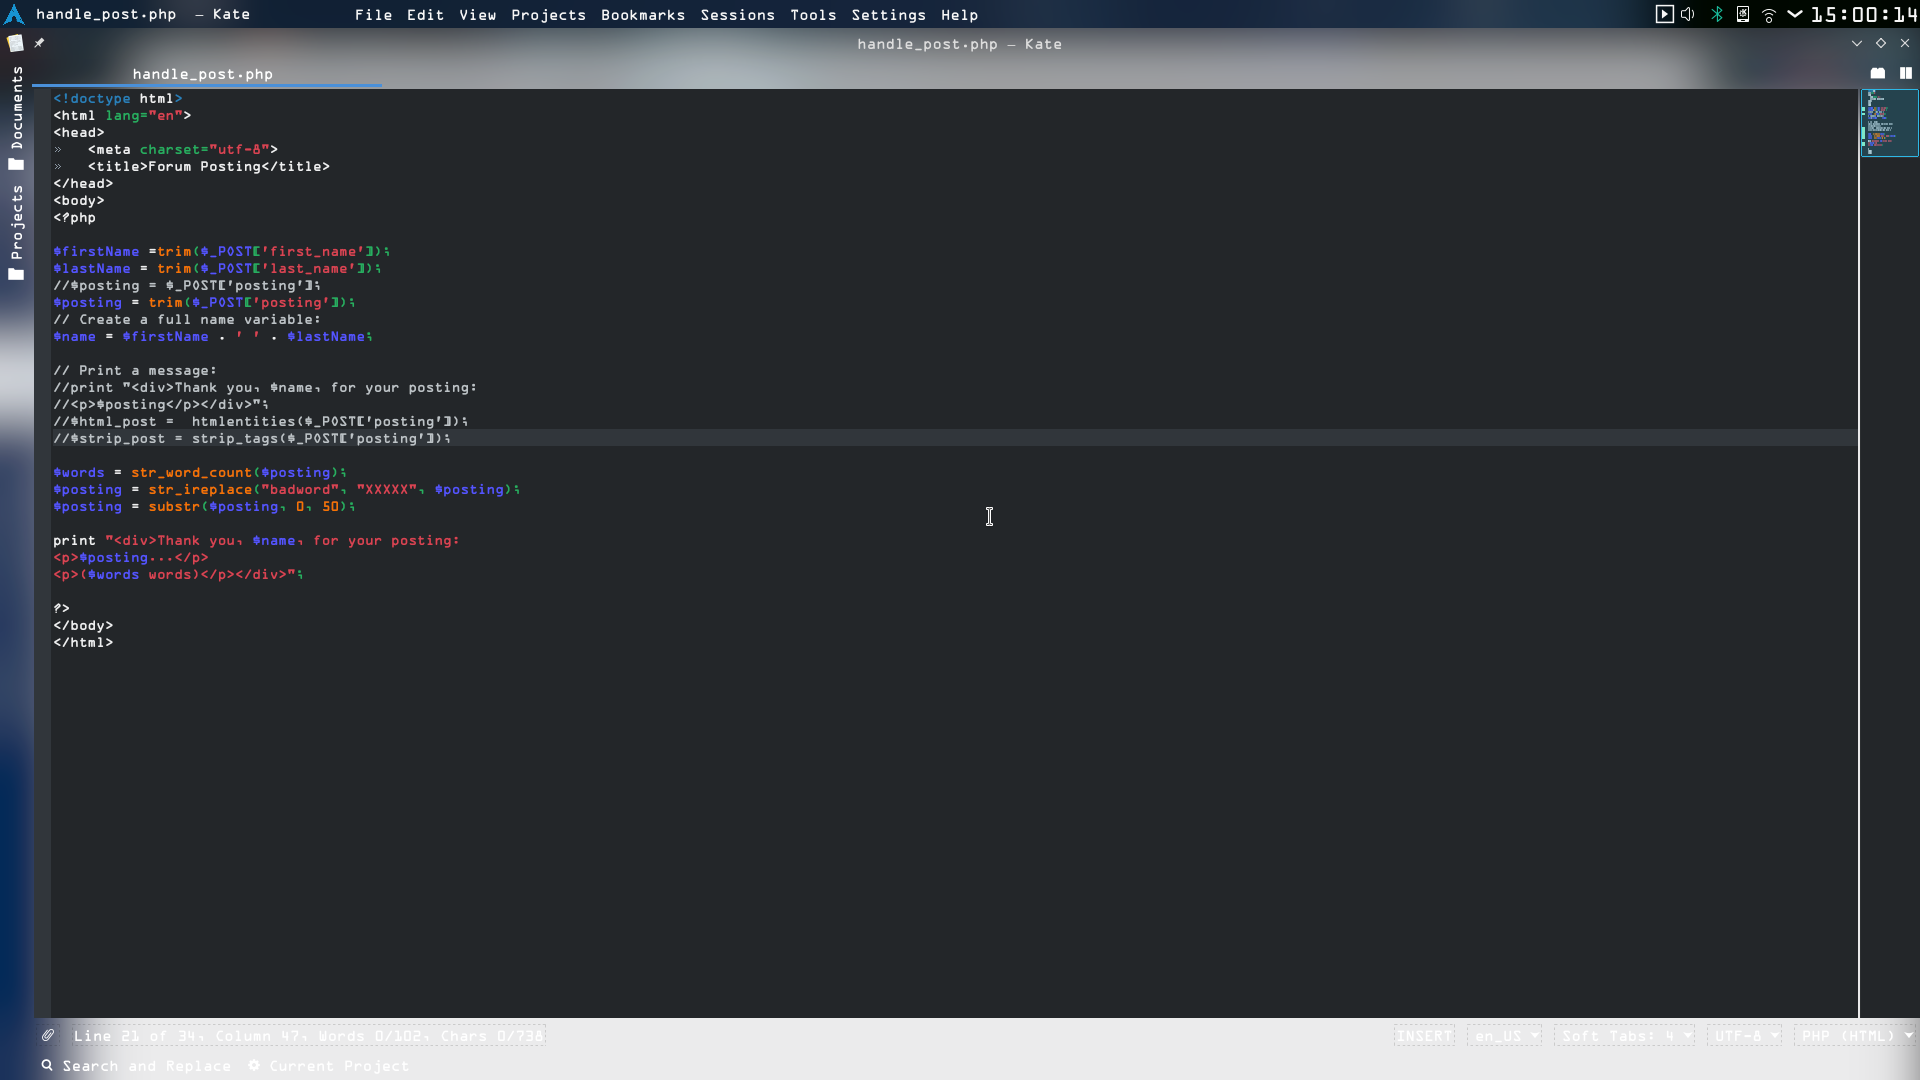 handle_post.php — Kate
File Edit View Projects Bookmarks Sessions Tools Settings Help
15:00:14
handle_post.php — Kate
handle_post.php
Documents
Projects
<!doctype html>
<html lang="en">
<head>
» <meta charset="utf-8">
» <title>Forum Posting</title>
</head>
<body>
<?php
$firstName =trim($_POST['first_name']);
$lastName = trim($_POST['last_name']);
//$posting = $_POST['posting'];
$posting = trim($_POST['posting']);
// Create a full name variable:
$name = $firstName . ' ' . $lastName;
// Print a message:
//print "<div>Thank you, $name, for your posting:
//<p>$posting</p></div>";
//$html_post =  htmlentities($_POST['posting']);
//$strip_post = strip_tags($_POST['posting']);
$words = str_word_count($posting);
$posting = str_ireplace("badword", "XXXXX", $posting);
$posting = substr($posting, 0, 50);
print "<div>Thank you, $name, for your posting:
<p>$posting...</p>
<p>($words words)</p></div>";
?>
</body>
</html>
Line 21 of 34, Column 47, Words 0/102, Chars 0/738
INSERT en_US Soft Tabs: 4 UTF-8 PHP (HTML)
Search and Replace Current Project